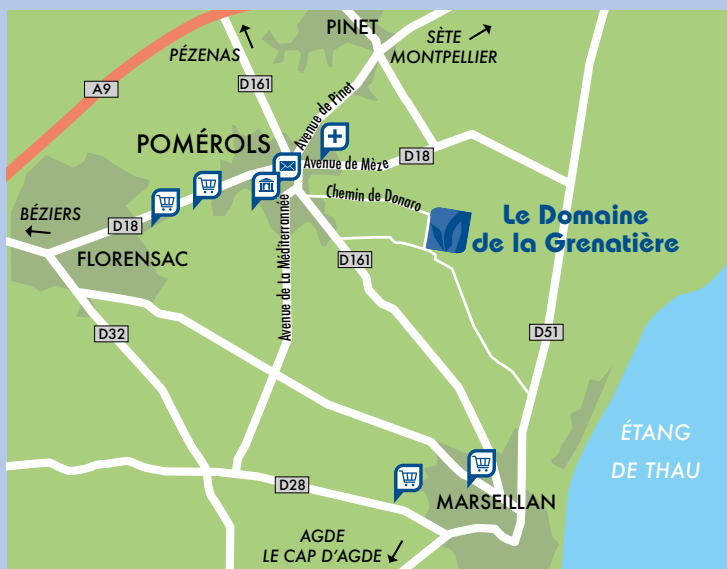 PINET
SÈTE
MONTPELLIER
PÉZENAS
A9
D161
Avenue de Pinet
POMÉROLS
Avenue de Mèze
D18
Chemin de Donaro
Le Domaine
de la Grenatière
BÉZIERS
D18
FLORENSAC
Avenue de La Méditerrannée
D161
D32
D51
ÉTANG
DE THAU
D28
MARSEILLAN
AGDE
LE CAP D'AGDE